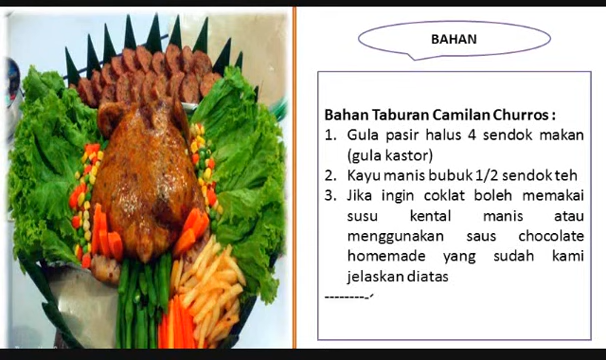 BAHAN
Bahan Taburan Camilan Churros :
1. Gula pasir halus 4 sendok makan
(gula kastor)
2. Kayu manis bubuk 1/2 sendok teh
3. Jika ingin coklat boleh memakai
susu kental manis atau
menggunakan saus chocolate
homemade yang sudah kami
jelaskan diatas